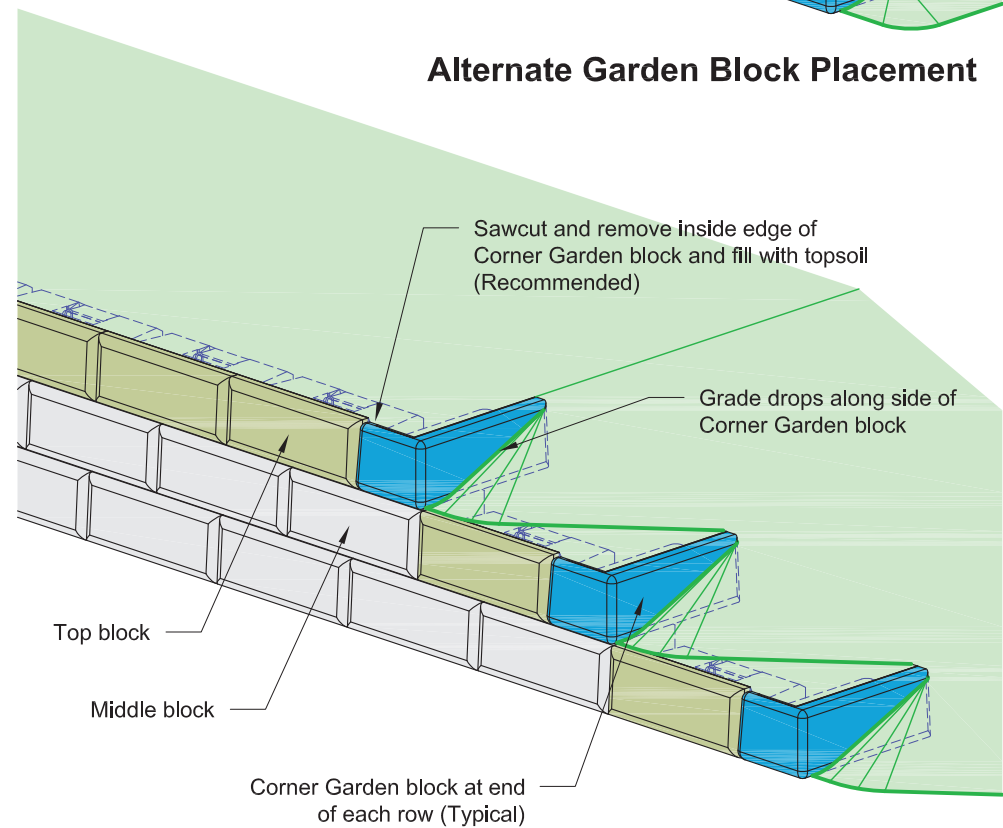 Alternate Garden Block Placement
Sawcut and remove inside edge of
Corner Garden block and fill with topsoil
(Recommended)
Grade drops along side of
Corner Garden block
Top block
Middle block
Corner Garden block at end
of each row (Typical)